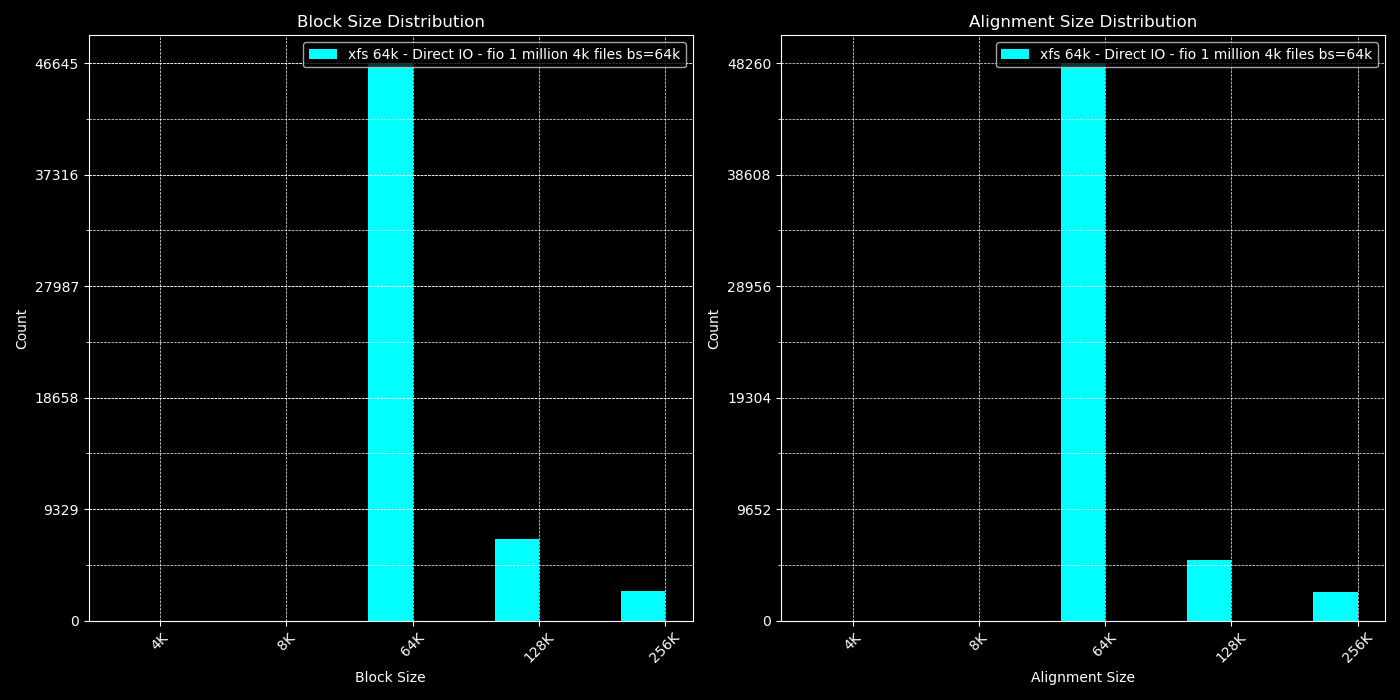 Block Size Distribution
xfs 64k - Direct IO - fio 1 million 4k files bs=64k
46645
37316
27987
18658
9329
0
Count
4K
8K
64K
128K
256K
Block Size
Alignment Size Distribution
xfs 64k - Direct IO - fio 1 million 4k files bs=64k
48260
38608
28956
19304
9652
0
Count
4K
8K
64K
128K
256K
Alignment Size